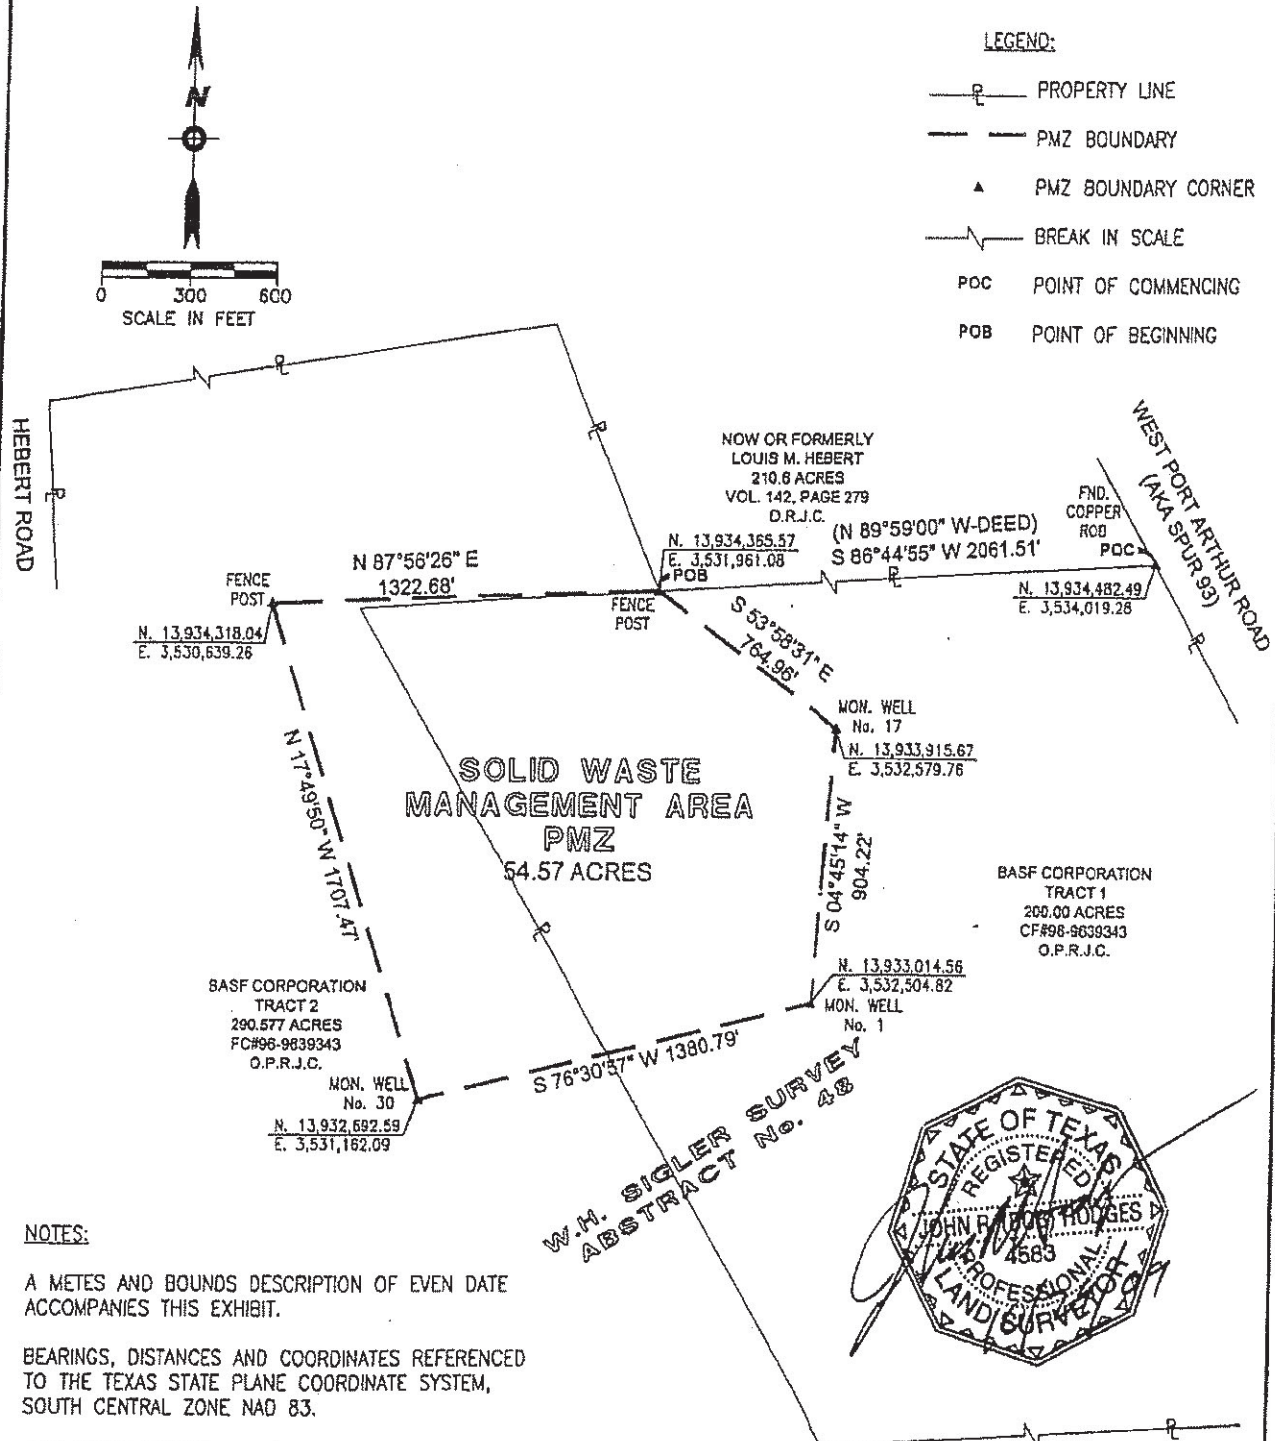 N
0 300 600
SCALE IN FEET
LEGEND:
PL PROPERTY LINE
PMZ BOUNDARY
PMZ BOUNDARY CORNER
BREAK IN SCALE
POC POINT OF COMMENCING
POB POINT OF BEGINNING
HEBERT ROAD
PL
PL
PL
NOW OR FORMERLY
LOUIS M. HEBERT
210.6 ACRES
VOL. 142, PAGE 279
D.R.J.C.
WEST PORT ARTHUR ROAD
(AKA SPUR 93)
FND.
COPPER
ROD
POC
(N 89°59'00" W-DEED)
S 86°44'55" W 2061.51'
PL
N. 13,934,365.57
E. 3,531,961.08
POB
FENCE
POST
N 87°56'26" E
1322.68'
FENCE
POST
N. 13,934,318.04
E. 3,530,639.26
N. 13,934,482.49
E. 3,534,019.28
PL
S 53°58'31" E
764.96'
MON. WELL
No. 17
N. 13,933,915.67
E. 3,532,579.76
N 17°49'50" W 1707.47'
SOLID WASTE
MANAGEMENT AREA
PMZ
54.57 ACRES
PL
S 04°45'14" W
904.22'
BASF CORPORATION
TRACT 1
200.00 ACRES
CF#96-9639343
O.P.R.J.C.
N. 13,933,014.56
E. 3,532,504.82
MON. WELL
No. 1
BASF CORPORATION
TRACT 2
290.577 ACRES
FC#96-9639343
O.P.R.J.C.
MON. WELL
No. 30
N. 13,932,692.59
E. 3,531,162.09
S 76°30'57" W 1380.79'
W.H. SIGLER SURVEY
ABSTRACT No. 48
STATE OF TEXAS
REGISTERED
JOHN R. HODGES
4583
PROFESSIONAL
LAND SURVEYOR
NOTES:
A METES AND BOUNDS DESCRIPTION OF EVEN DATE
ACCOMPANIES THIS EXHIBIT.
BEARINGS, DISTANCES AND COORDINATES REFERENCED
TO THE TEXAS STATE PLANE COORDINATE SYSTEM,
SOUTH CENTRAL ZONE NAD 83.
PL